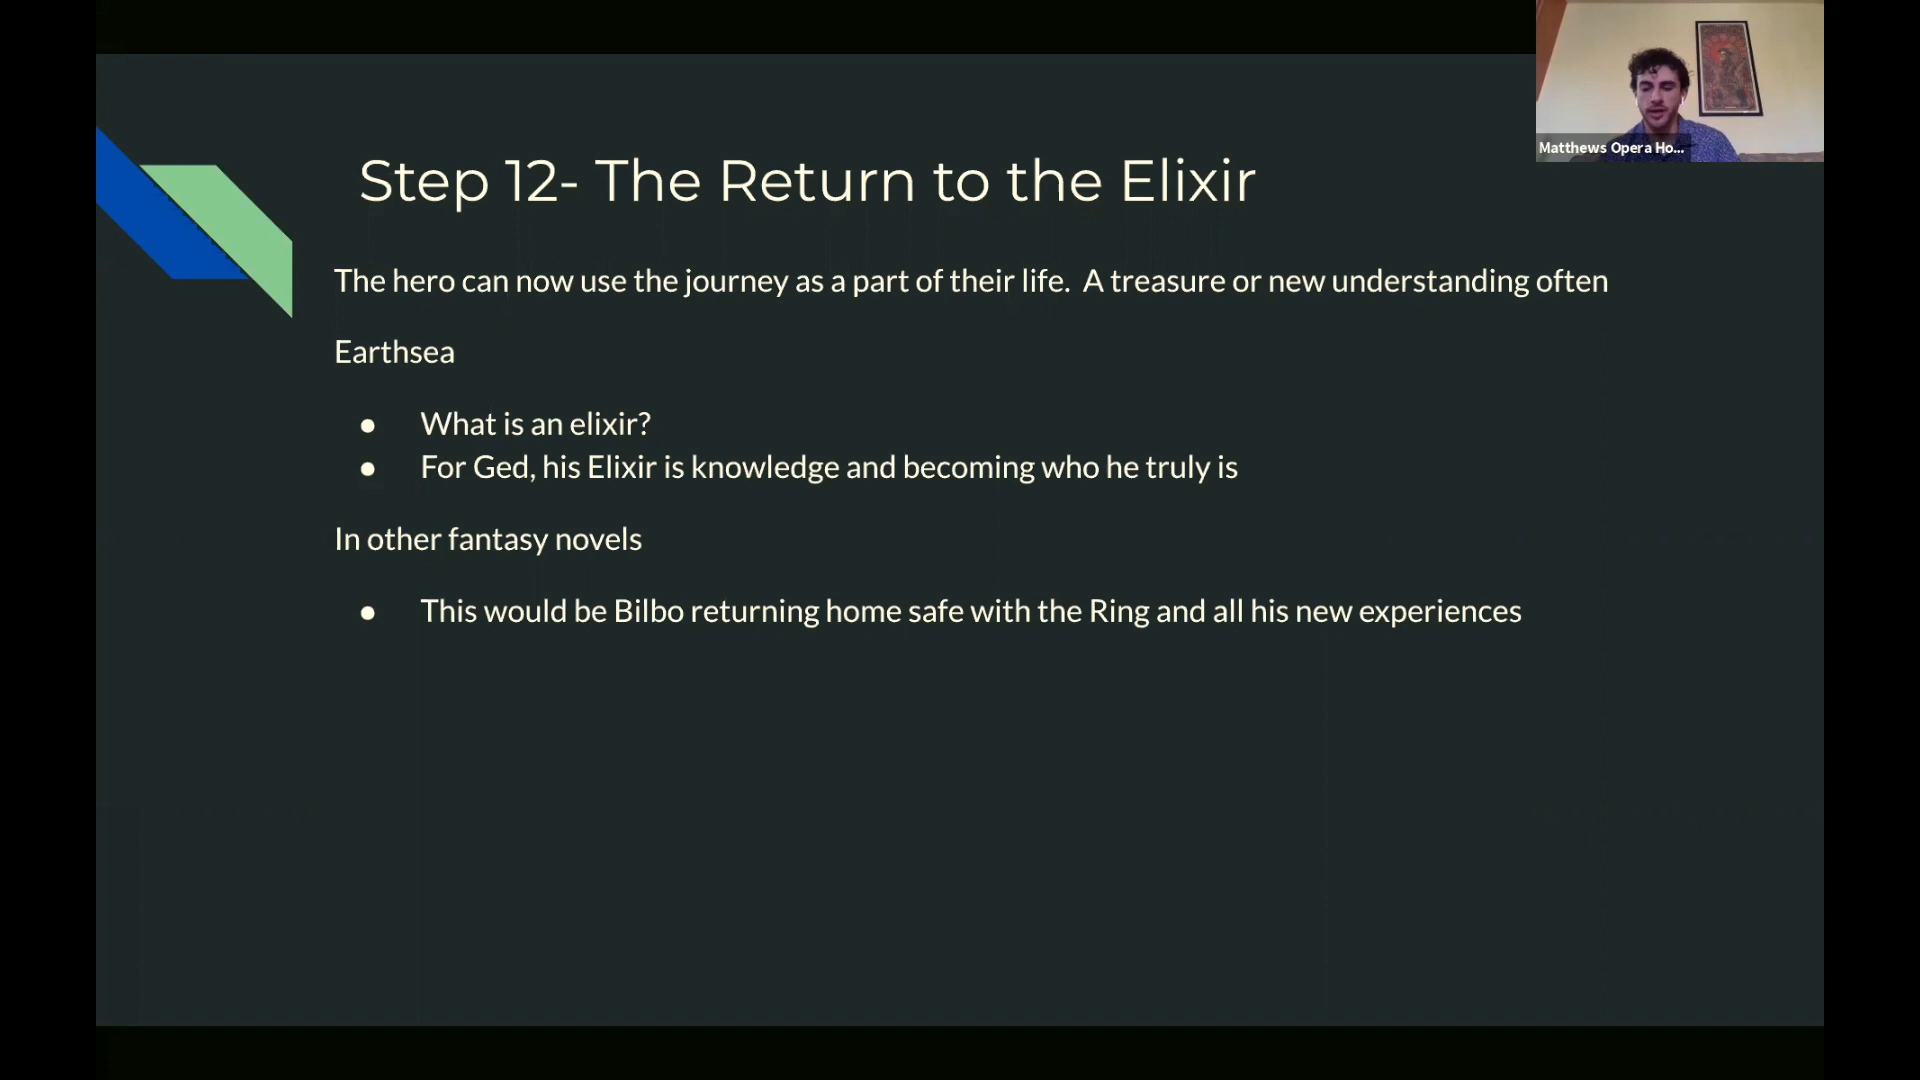 Matthews Opera Ho...
Step 12- The Return to the Elixir
The hero can now use the journey as a part of their life.  A treasure or new understanding often
Earthsea
● What is an elixir?
● For Ged, his Elixir is knowledge and becoming who he truly is
In other fantasy novels
● This would be Bilbo returning home safe with the Ring and all his new experiences